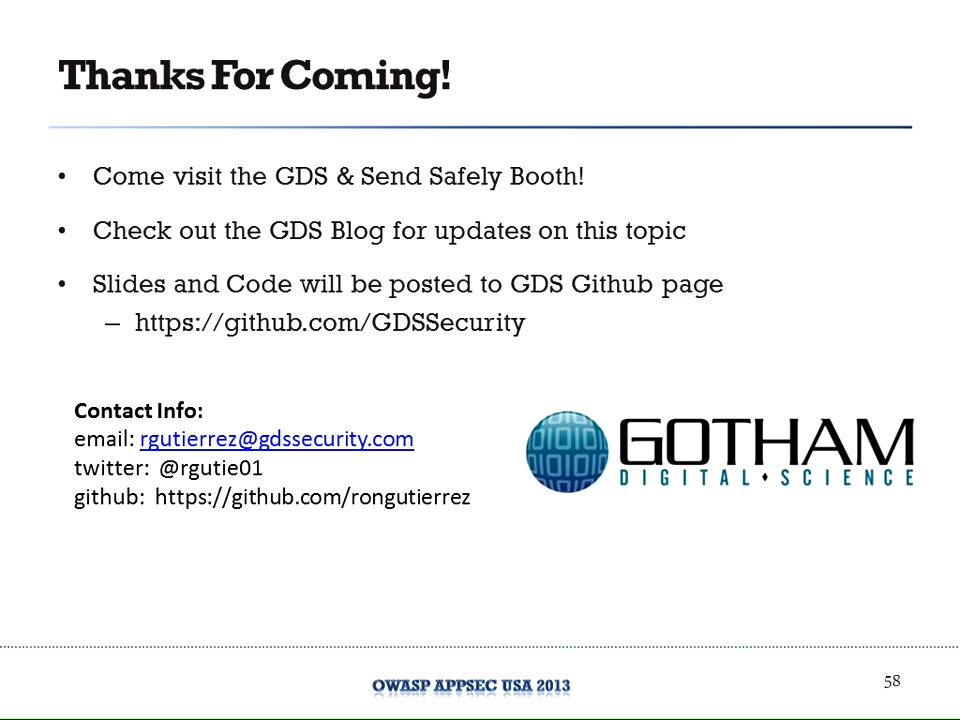 Thanks For Coming!
• Come visit the GDS & Send Safely Booth!
• Check out the GDS Blog for updates on this topic
• Slides and Code will be posted to GDS Github page
– https://github.com/GDSSecurity
Contact Info:
email: rgutierrez@gdssecurity.com
twitter: @rgutie01
github: https://github.com/rongutierrez
GOTHAM
DIGITAL♦SCIENCE
OWASP APPSEC USA 2013
58